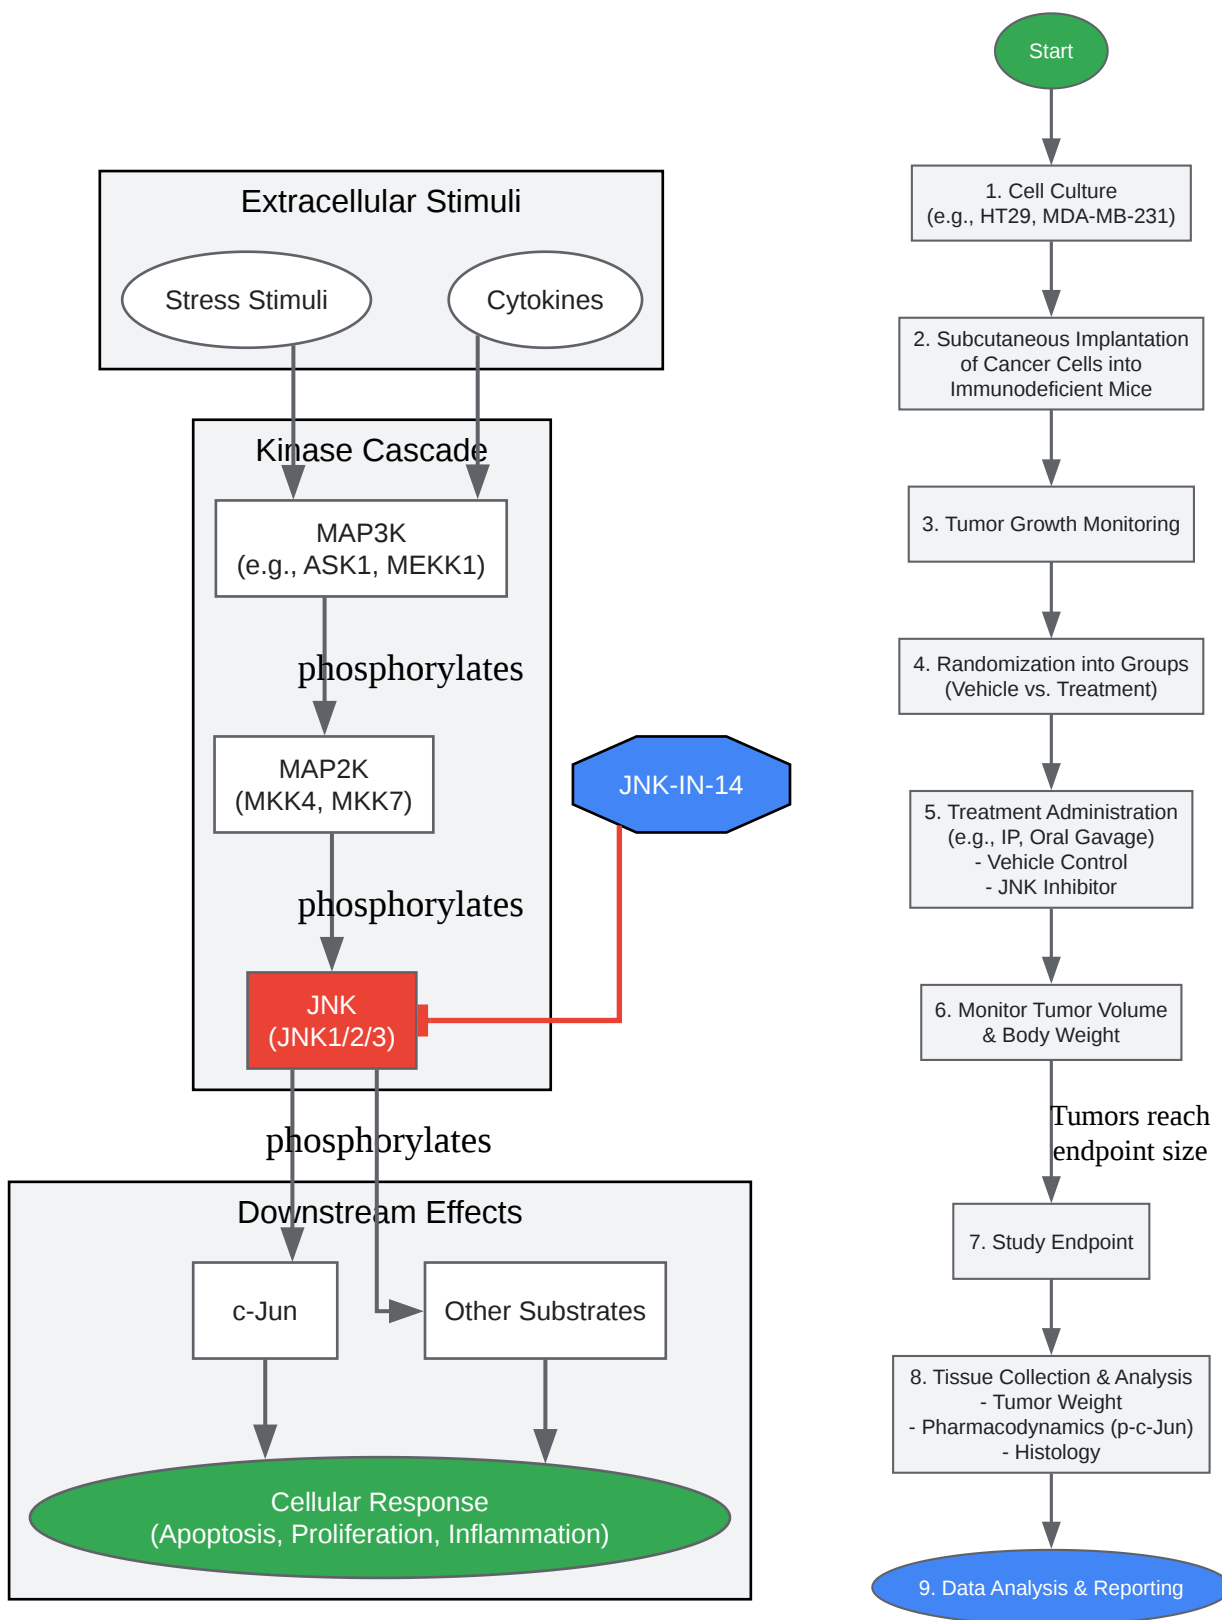 Extracellular Stimuli
Stress Stimuli
Cytokines
Kinase Cascade
MAP3K
(e.g., ASK1, MEKK1)
phosphorylates
MAP2K
(MKK4, MKK7)
JNK-IN-14
phosphorylates
JNK
(JNK1/2/3)
phosphorylates
Downstream Effects
c-Jun
Other Substrates
Cellular Response
(Apoptosis, Proliferation, Inflammation)
Start
1. Cell Culture
(e.g., HT29, MDA-MB-231)
2. Subcutaneous Implantation
of Cancer Cells into
Immunodeficient Mice
3. Tumor Growth Monitoring
4. Randomization into Groups
(Vehicle vs. Treatment)
5. Treatment Administration
(e.g., IP, Oral Gavage)
- Vehicle Control
- JNK Inhibitor
6. Monitor Tumor Volume
& Body Weight
Tumors reach
endpoint size
7. Study Endpoint
8. Tissue Collection & Analysis
- Tumor Weight
- Pharmacodynamics (p-c-Jun)
- Histology
9. Data Analysis & Reporting